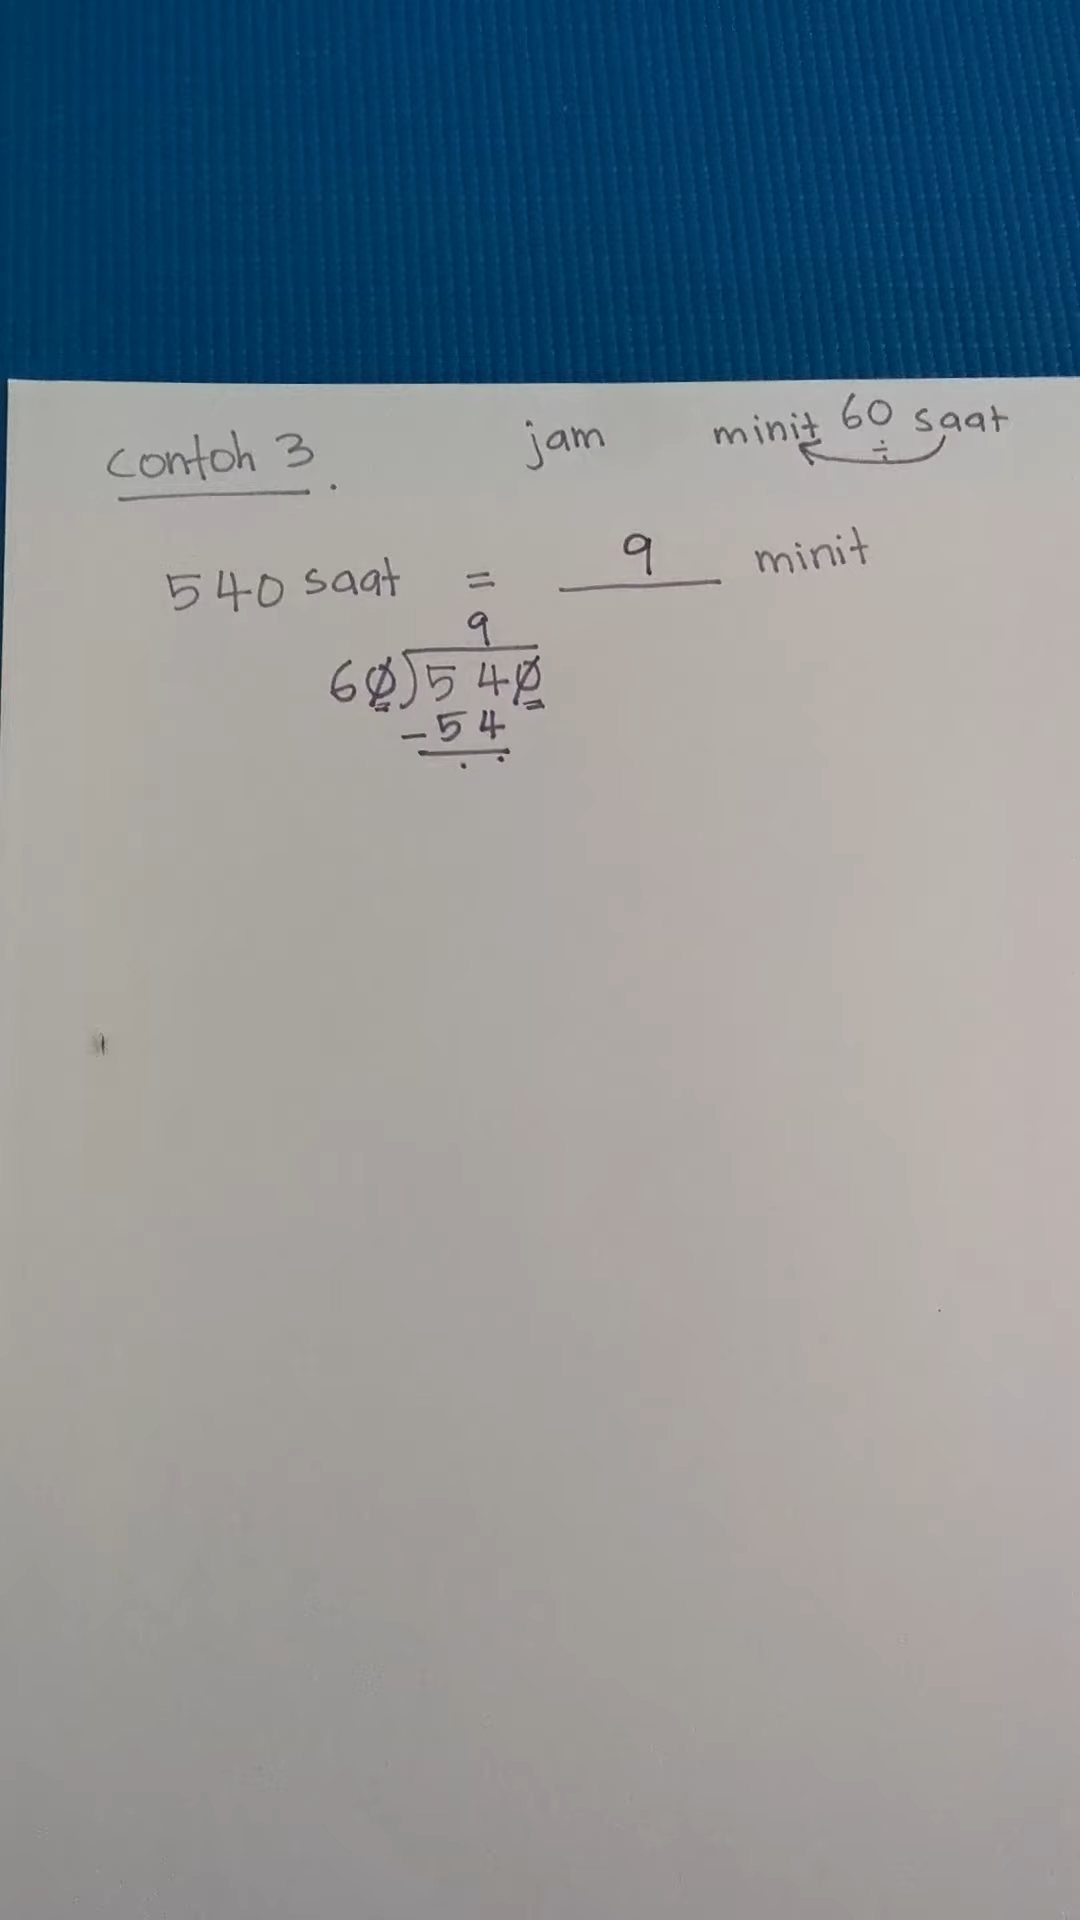 contoh 3.
jam minit 60 saat
÷
540 saat = 9 minit
9
60)540
-54